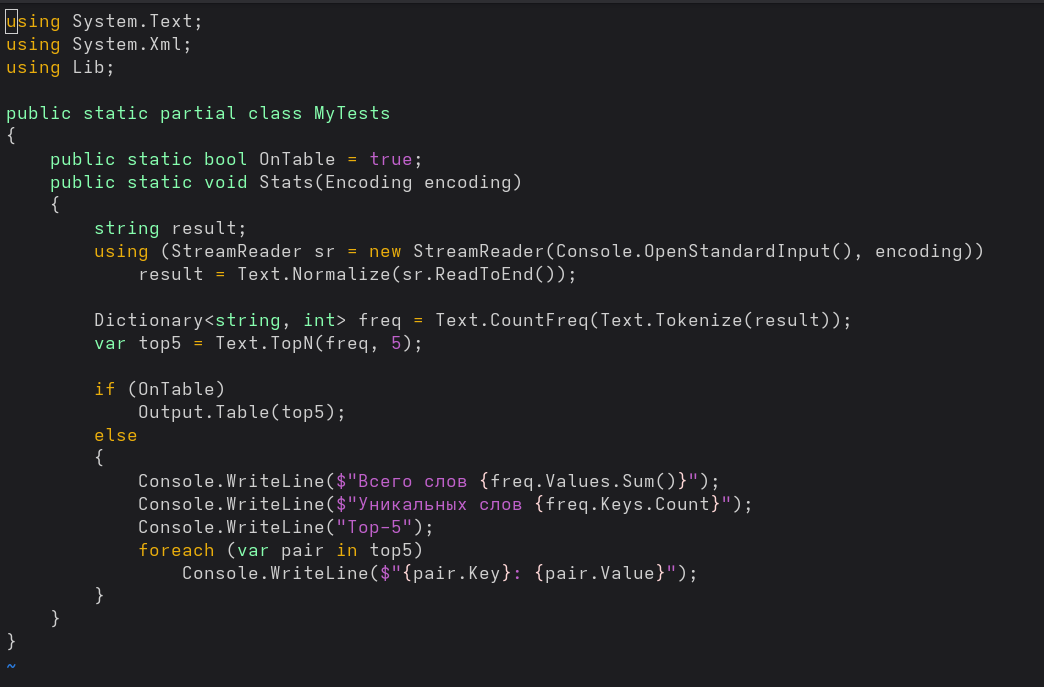 using System.Text;
using System.Xml;
using Lib;

public static partial class MyTests
{
    public static bool OnTable = true;
    public static void Stats(Encoding encoding)
    {
        string result;
        using (StreamReader sr = new StreamReader(Console.OpenStandardInput(), encoding))
            result = Text.Normalize(sr.ReadToEnd());

        Dictionary<string, int> freq = Text.CountFreq(Text.Tokenize(result));
        var top5 = Text.TopN(freq, 5);

        if (OnTable)
            Output.Table(top5);
        else
        {
            Console.WriteLine($"Всего слов {freq.Values.Sum()}");
            Console.WriteLine($"Уникальных слов {freq.Keys.Count}");
            Console.WriteLine("Top-5");
            foreach (var pair in top5)
                Console.WriteLine($"{pair.Key}: {pair.Value}");
        }
    }
}
~